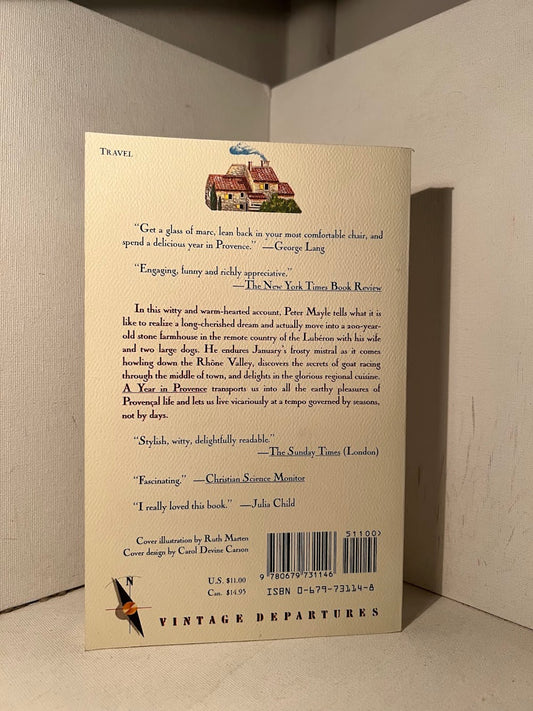 TRAVEL
“Get a glass of marc, lean back in your most comfortable chair, and
spend a delicious year in Provence.” —George Lang
“Engaging, funny and richly appreciative.”
—The New York Times Book Review
In this witty and warm-hearted account, Peter Mayle tells what it is
like to realize a long-cherished dream and actually move into a 200-year-
old stone farmhouse in the remote country of the Lubéron with his wife
and two large dogs. He endures January's frosty mistral as it comes
howling down the Rhône Valley, discovers the secrets of goat racing
through the middle of town, and delights in the glorious regional cuisine.
A Year in Provence transports us into all the earthy pleasures of
Provençal life and lets us live vicariously at a tempo governed by seasons,
not by days.
“Stylish, witty, delightfully readable.”
—The Sunday Times (London)
“Fascinating.” —Christian Science Monitor
“I really loved this book.” —Julia Child
Cover illustration by Ruth Marten
Cover design by Carol Devine Carson
51100
U.S. $11.00
Can. $14.95
9 780679 731146
ISBN 0-679-73114-8
N
VINTAGE DEPARTURES